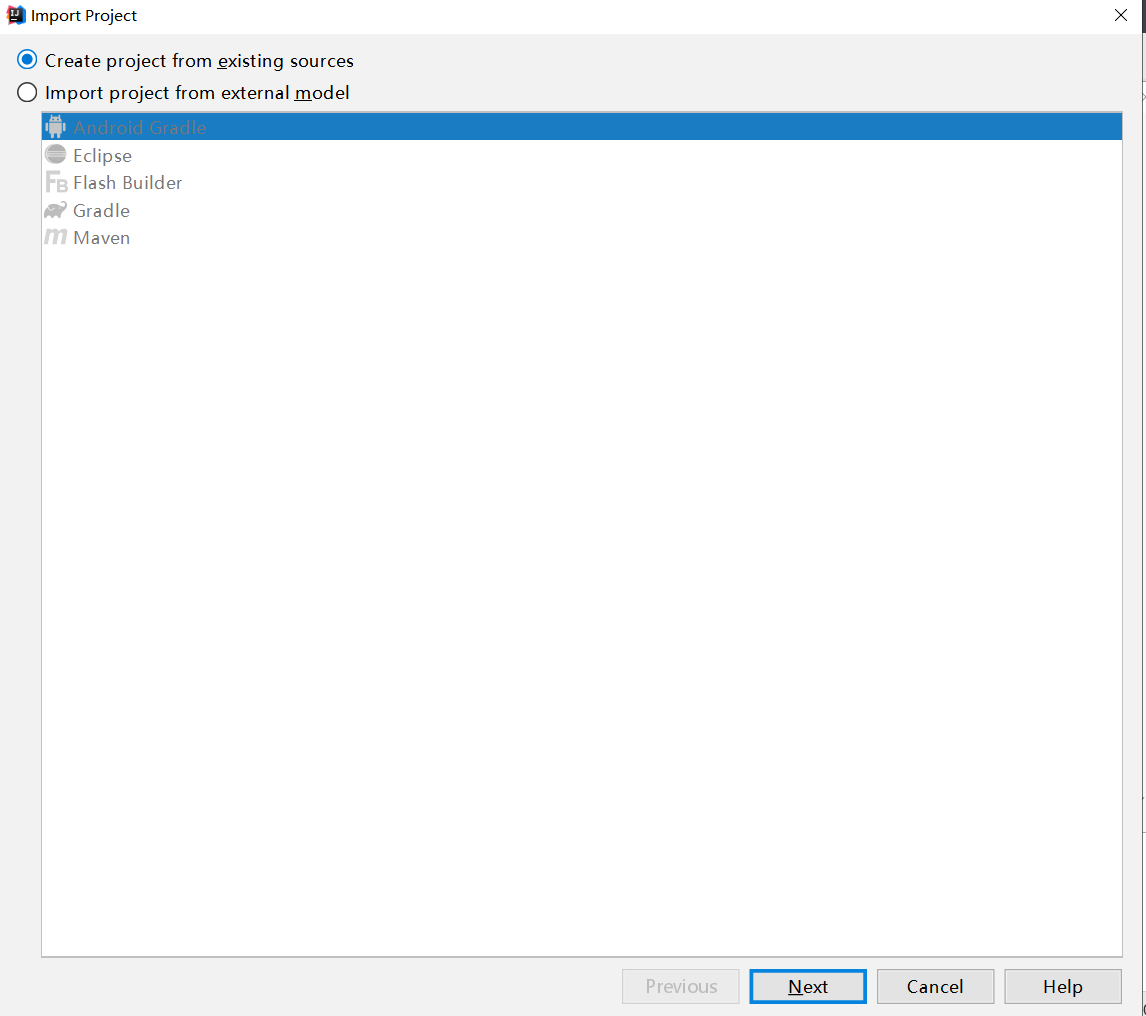 Import Project
Create project from existing sources
Import project from external model
Android Gradle
Eclipse
Flash Builder
Gradle
Maven
Previous Next Cancel Help